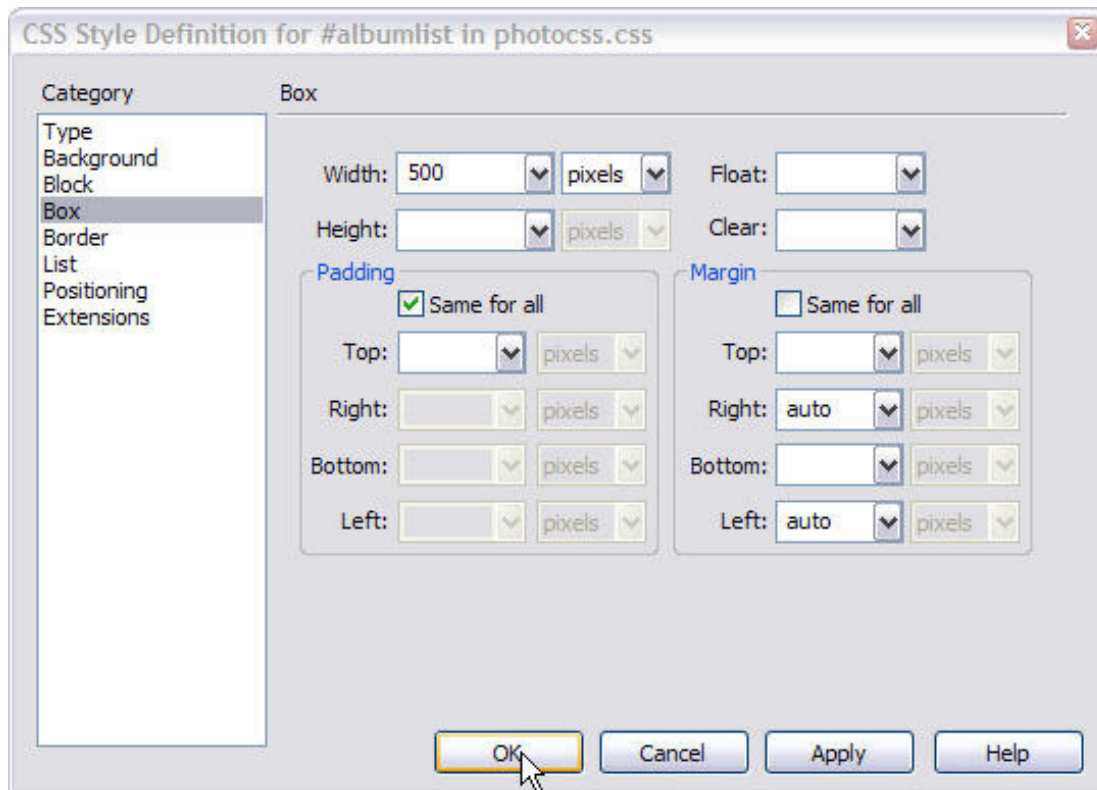 CSS Style Definition for #albumlist in photocss.css
Category
Type
Background
Block
Box
Border
List
Positioning
Extensions
Box
Width: 500 pixels Float:
Height: pixels Clear:
Padding
Same for all
Top: pixels
Right: pixels
Bottom: pixels
Left: pixels
Margin
Same for all
Top: pixels
Right: auto pixels
Bottom: pixels
Left: auto pixels
OK Cancel Apply Help